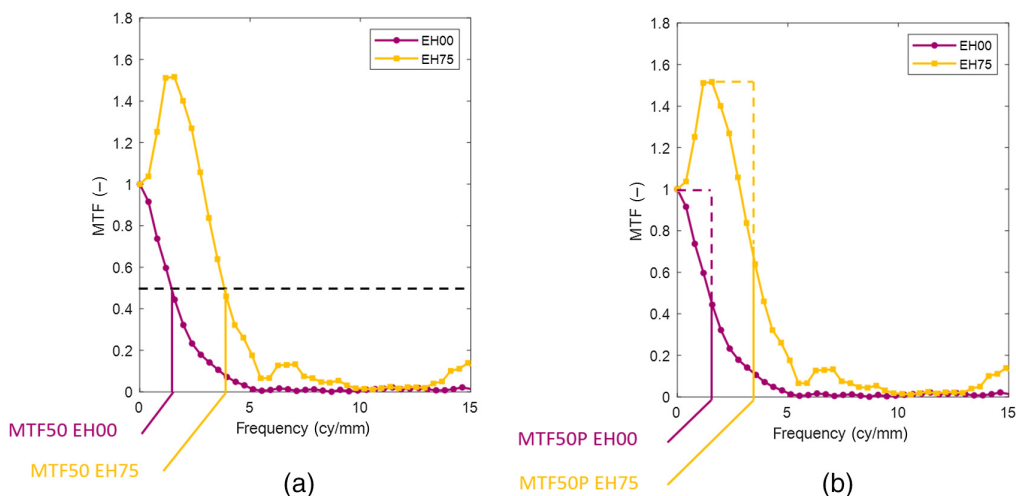 1.8
1.6
1.4
1.2
1
0.8
0.6
0.4
0.2
0
MTF (–)
EH00
EH75
0
5
10
15
Frequency (cy/mm)
MTF50 EH00
MTF50 EH75
(a)
1.8
1.6
1.4
1.2
1
0.8
0.6
0.4
0.2
0
MTF (–)
EH00
EH75
0
5
10
15
Frequency (cy/mm)
MTF50P EH00
MTF50P EH75
(b)